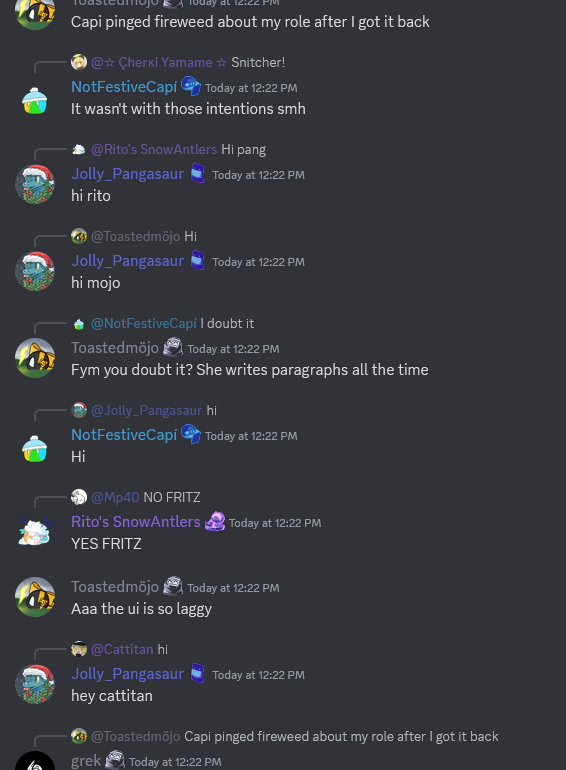 Toastedmõjo Today at 12:22 PM
Capi pinged fireweed about my role after I got it back
@☆ Çherкi Yamame ☆ Snitcher!
NotFestiveCapí Today at 12:22 PM
It wasn't with those intentions smh
@Rito's SnowAntlers Hi pang
Jolly_Pangasaur Today at 12:22 PM
hi rito
@Toastedmõjo Hi
Jolly_Pangasaur Today at 12:22 PM
hi mojo
@NotFestiveCapí I doubt it
Toastedmõjo Today at 12:22 PM
Fym you doubt it? She writes paragraphs all the time
@Jolly_Pangasaur hi
NotFestiveCapí Today at 12:22 PM
Hi
@Mp40 NO FRITZ
Rito's SnowAntlers Today at 12:22 PM
YES FRITZ
Toastedmõjo Today at 12:22 PM
Aaa the ui is so laggy
@Cattitan hi
Jolly_Pangasaur Today at 12:22 PM
hey cattitan
@Toastedmõjo Capi pinged fireweed about my role after I got it back
grek Today at 12:22 PM